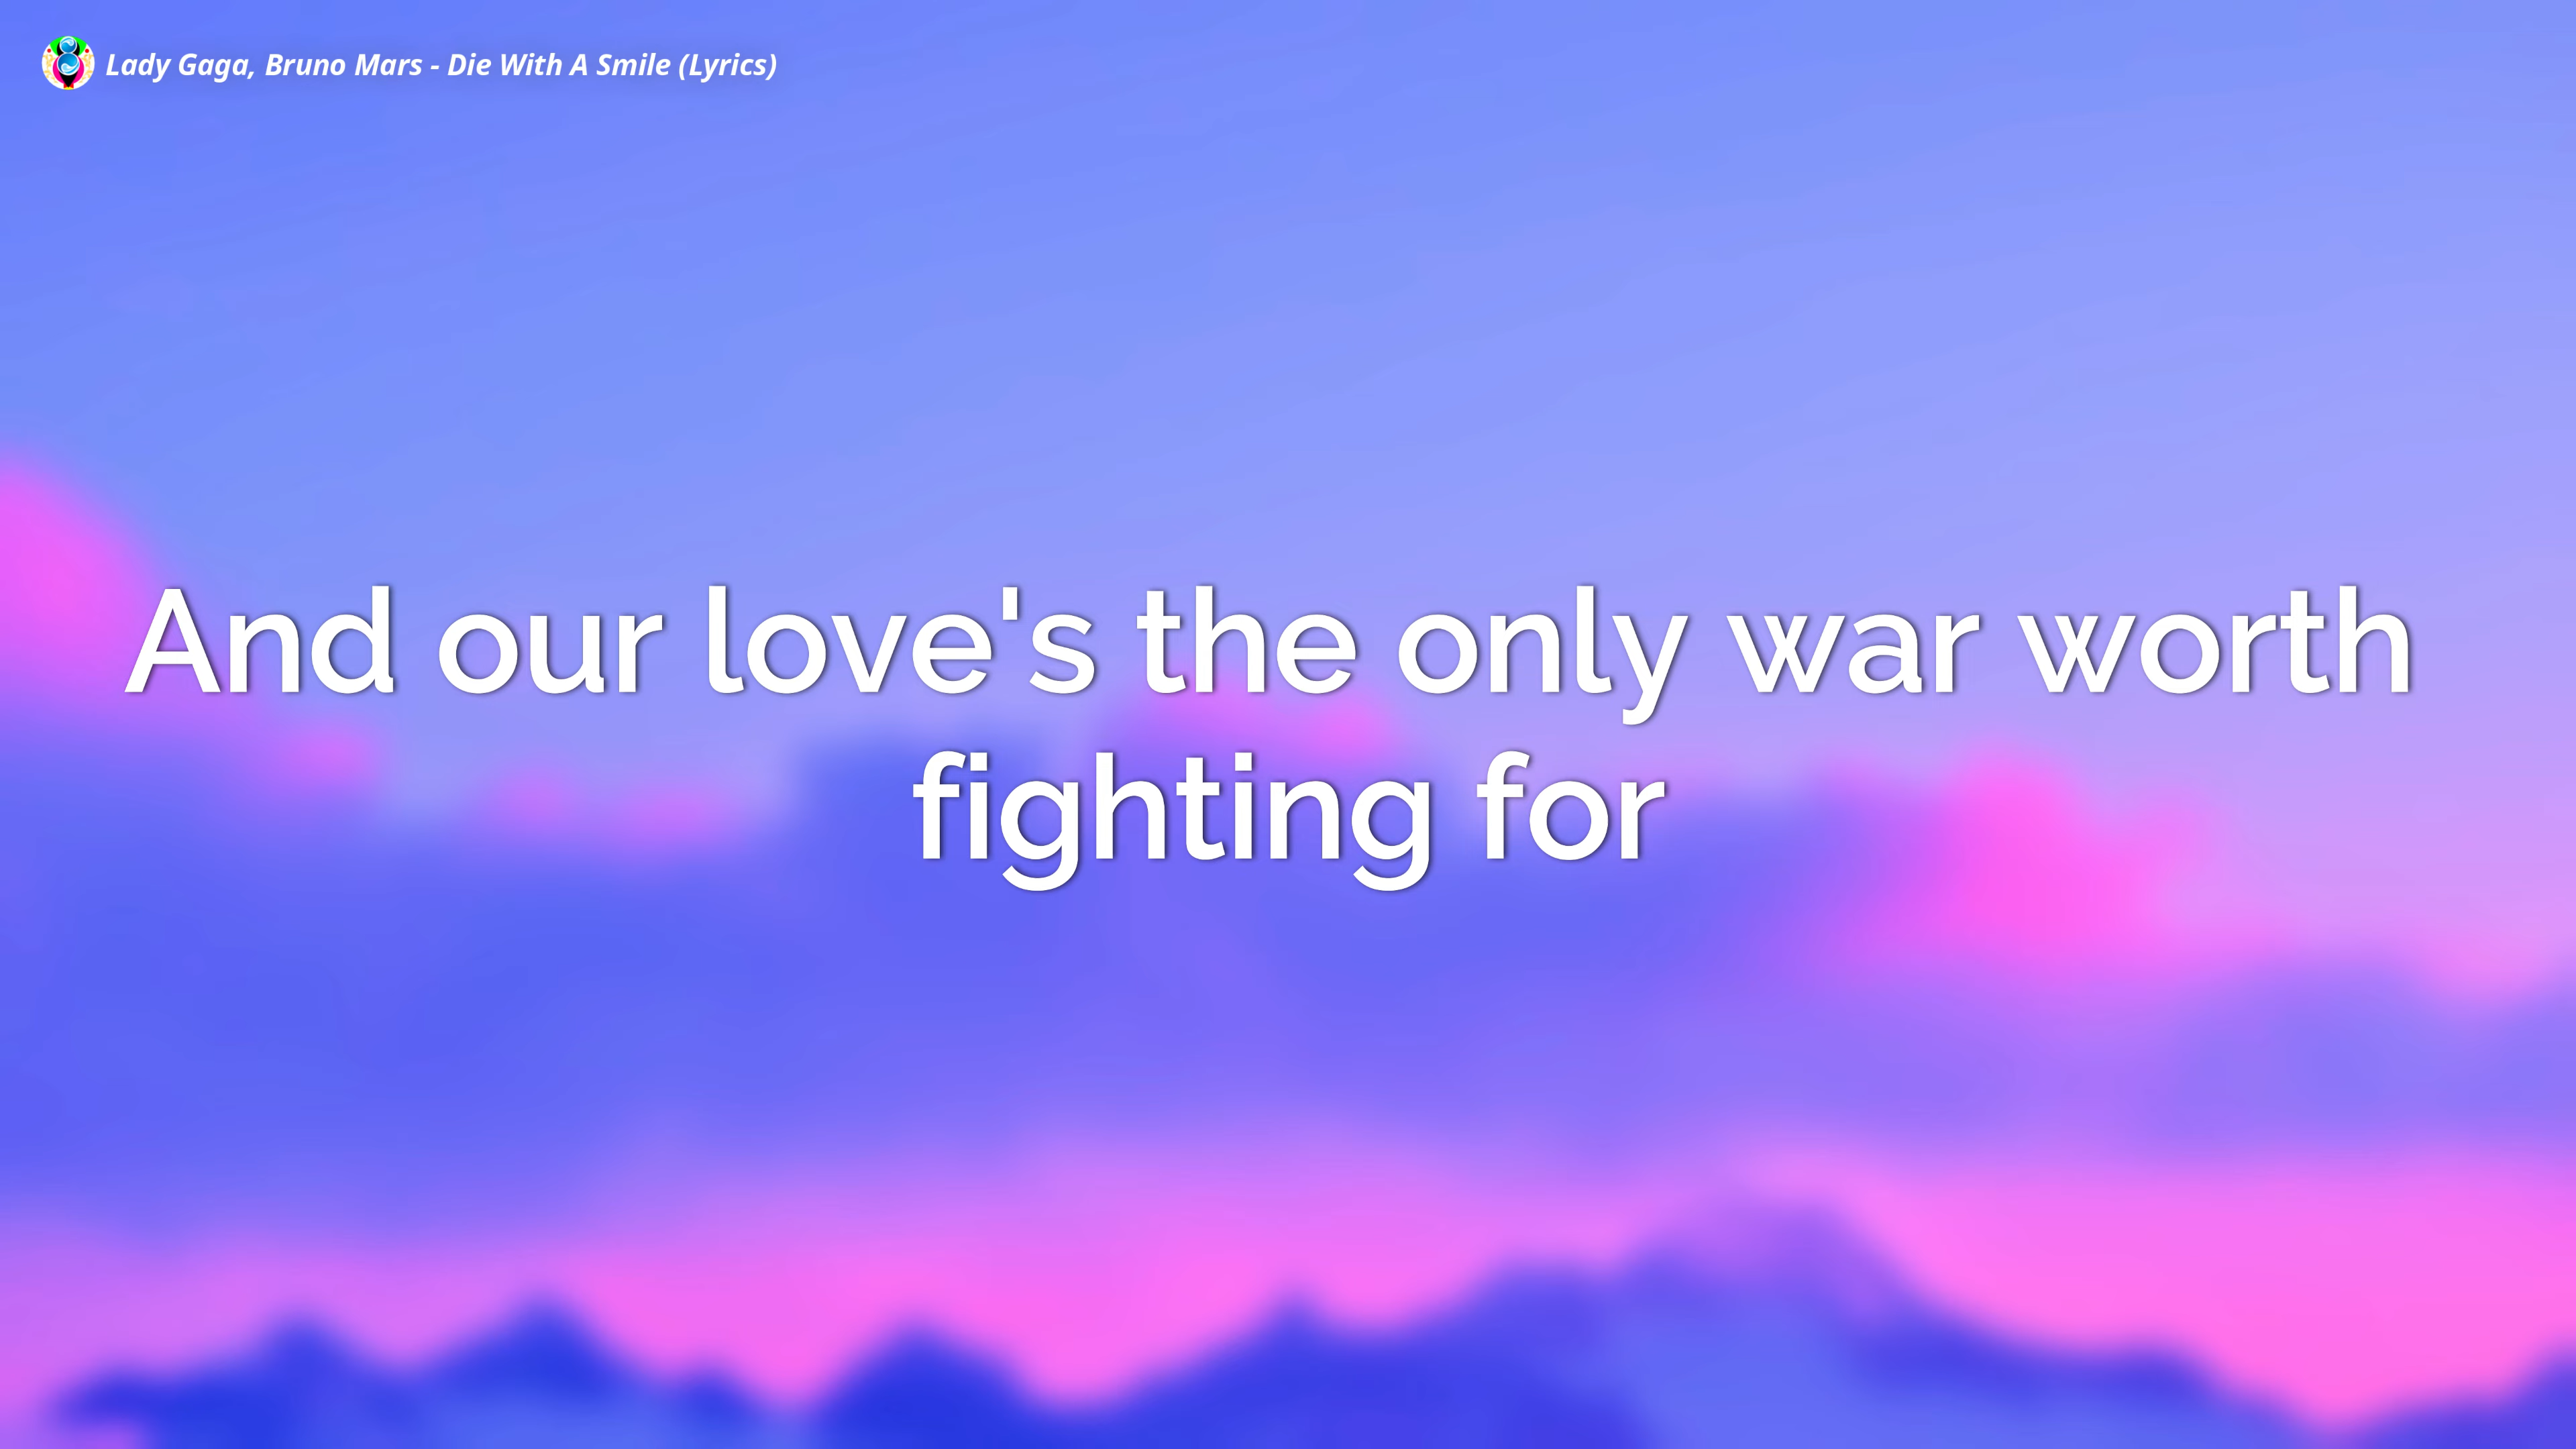 Lady Gaga, Bruno Mars - Die With A Smile (Lyrics)
And our love's the only war worth
fighting for